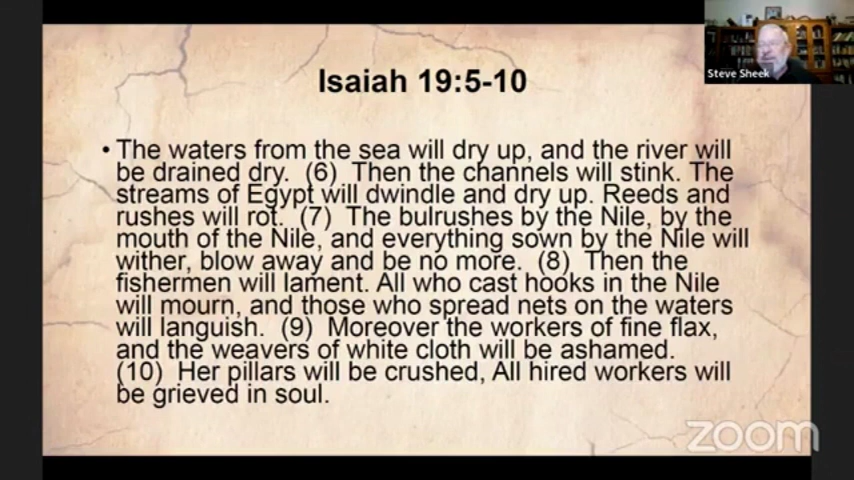 Steve Sheek
Isaiah 19:5-10
• The waters from the sea will dry up, and the river will
be drained dry. (6) Then the channels will stink. The
streams of Egypt will dwindle and dry up. Reeds and
rushes will rot. (7) The bulrushes by the Nile, by the
mouth of the Nile, and everything sown by the Nile will
wither, blow away and be no more. (8) Then the
fishermen will lament. All who cast hooks in the Nile
will mourn, and those who spread nets on the waters
will languish. (9) Moreover the workers of fine flax,
and the weavers of white cloth will be ashamed.
(10) Her pillars will be crushed, All hired workers will
be grieved in soul.
zoom